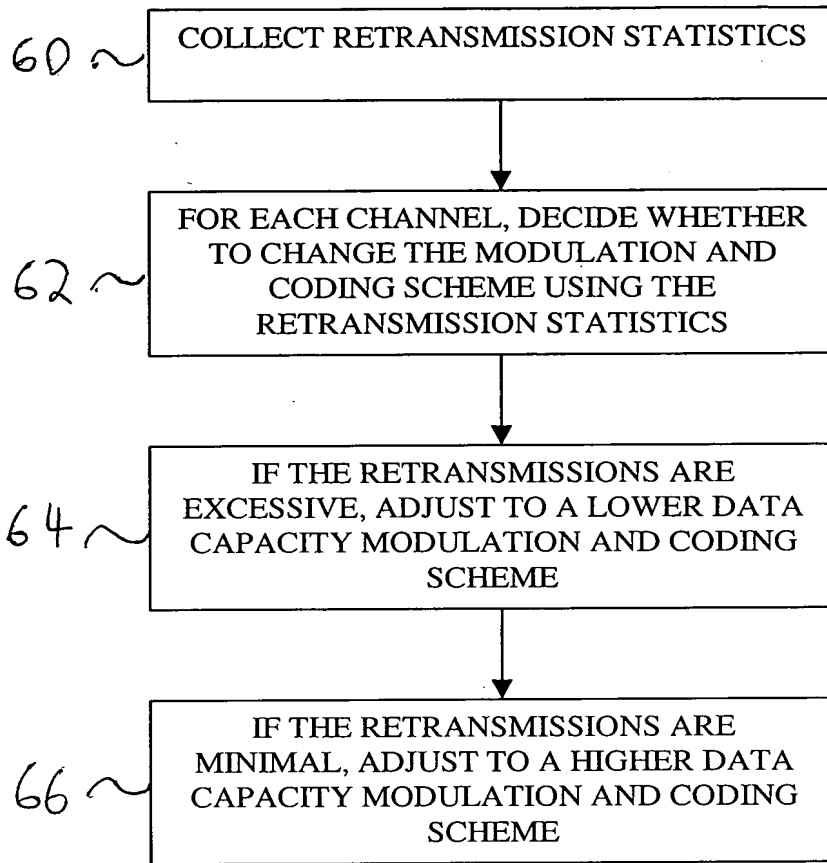 60 COLLECT RETRANSMISSION STATISTICS
FOR EACH CHANNEL, DECIDE WHETHER
TO CHANGE THE MODULATION AND
62 CODING SCHEME USING THE
RETRANSMISSION STATISTICS
IF THE RETRANSMISSIONS ARE
EXCESSIVE, ADJUST TO A LOWER DATA
64 CAPACITY MODULATION AND CODING
SCHEME
IF THE RETRANSMISSIONS ARE
MINIMAL, ADJUST TO A HIGHER DATA
66 CAPACITY MODULATION AND CODING
SCHEME